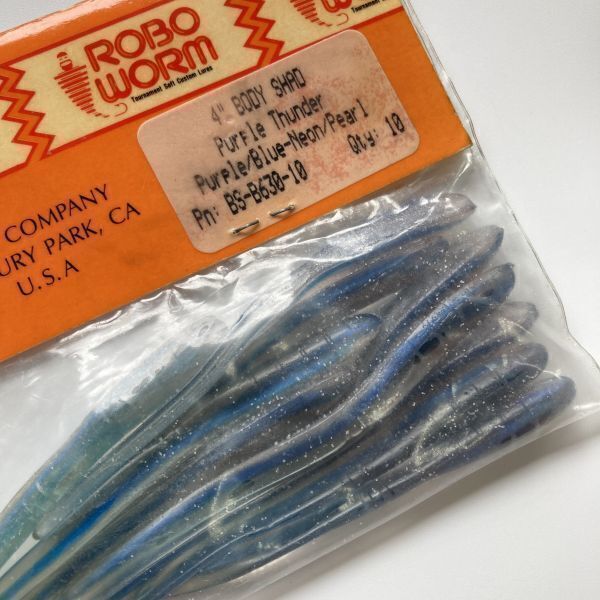 ROBO
WORM
Tournament Soft Custom Lures
4" BODY SHAD
Purple Thunder
Purple/Blue-Neon/Pearl
Pn: BS-B630-10 Qty: 10
COMPANY
URY PARK, CA
U.S.A